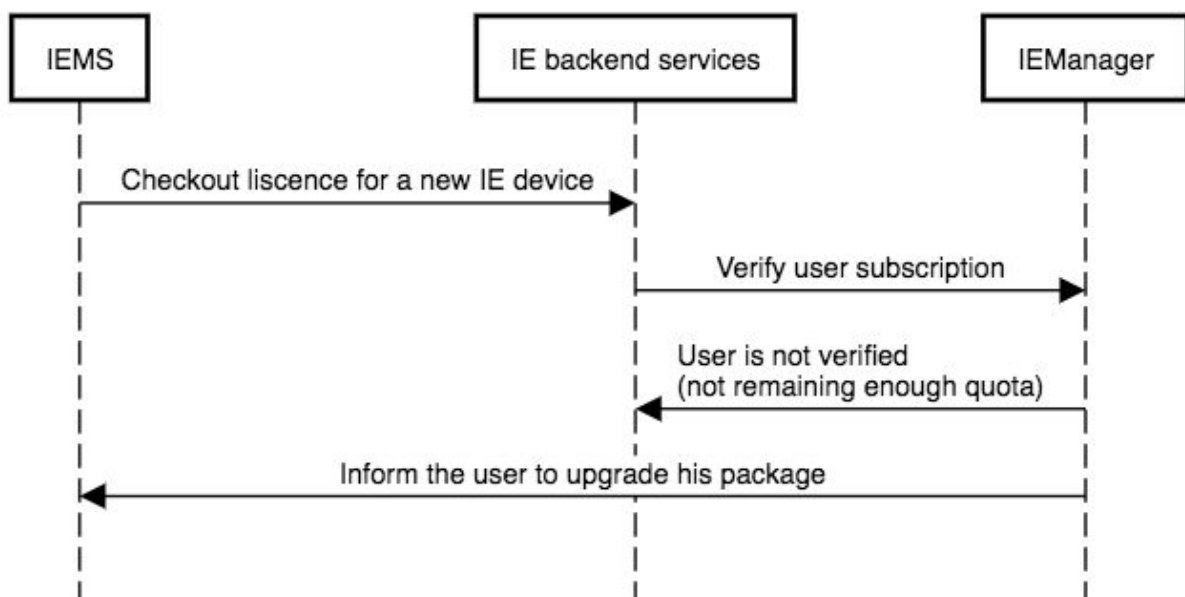 IEMS
IE backend services
IEManager
Checkout liscence for a new IE device
Verify user subscription
User is not verified
(not remaining enough quota)
Inform the user to upgrade his package